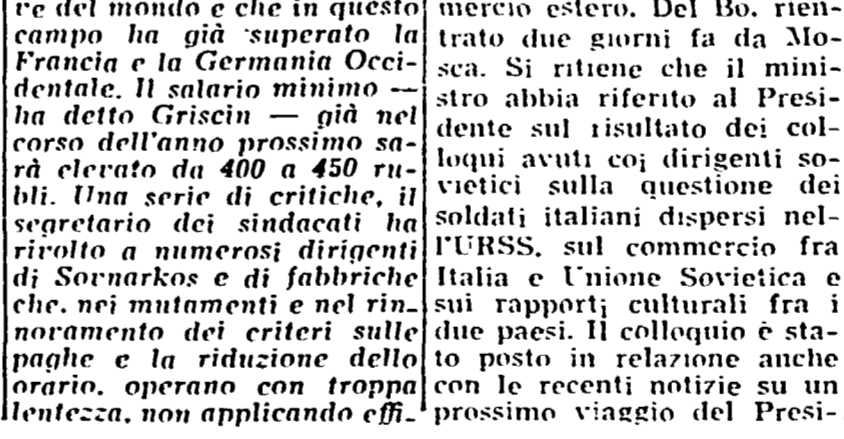 re del mondo e che in questo
campo ha già superato la
Francia e la Germania Occi-
dentale. Il salario minimo —
ha detto Griscin — già nel
corso dell'anno prossimo sa-
rà elevato da 400 a 450 ru-
bli. Una serie di critiche, il
segretario dei sindacati ha
rivolto a numerosi dirigenti
di Sovnarkos e di fabbriche
che, nei mutamenti e nel rin-
novamento dei criteri sulle
paghe e la riduzione dello
orario, operano con troppa
lentezza, non applicando effi-
mercio estero, Del Bo, rien-
trato due giorni fa da Mo-
sca. Si ritiene che il mini-
stro abbia riferito al Presi-
dente sul risultato dei col-
loqui avuti coi dirigenti so-
vietici sulla questione dei
soldati italiani dispersi nel-
l'URSS, sul commercio fra
Italia e Unione Sovietica e
sui rapporti culturali fra i
due paesi. Il colloquio è sta-
to posto in relazione anche
con le recenti notizie su un
prossimo viaggio del Presi-